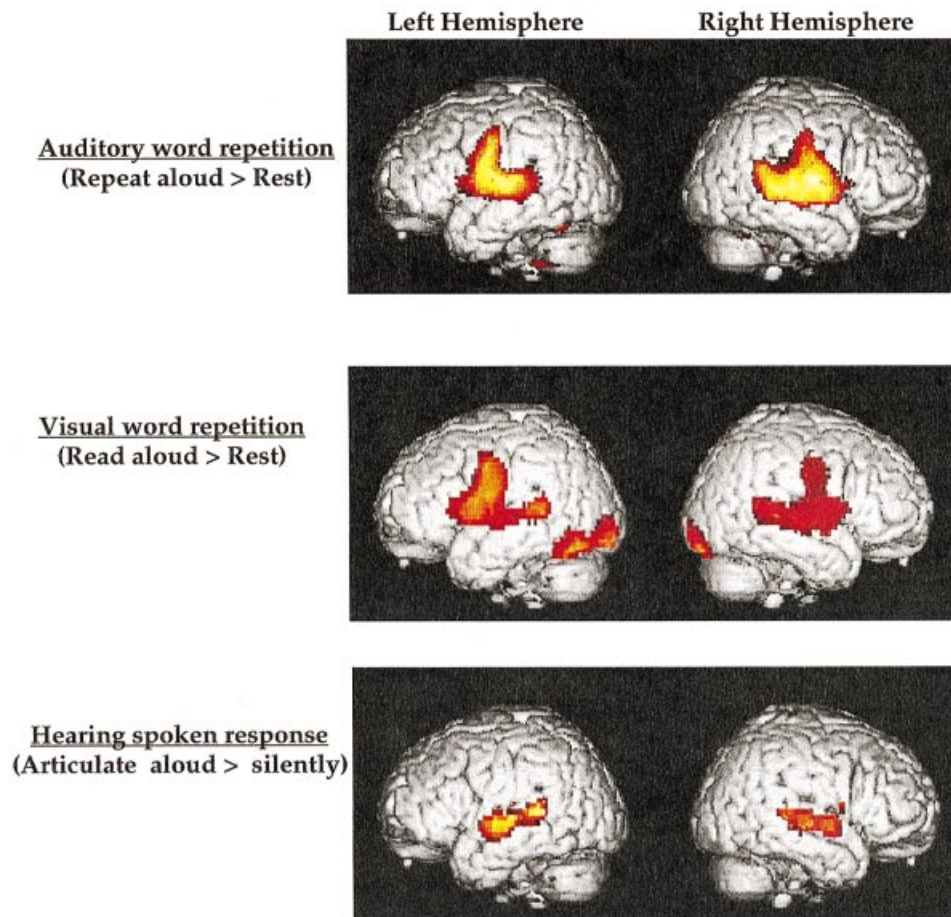 Left Hemisphere Right Hemisphere
Auditory word repetition
(Repeat aloud > Rest)
Visual word repetition
(Read aloud > Rest)
Hearing spoken response
(Articulate aloud > silently)